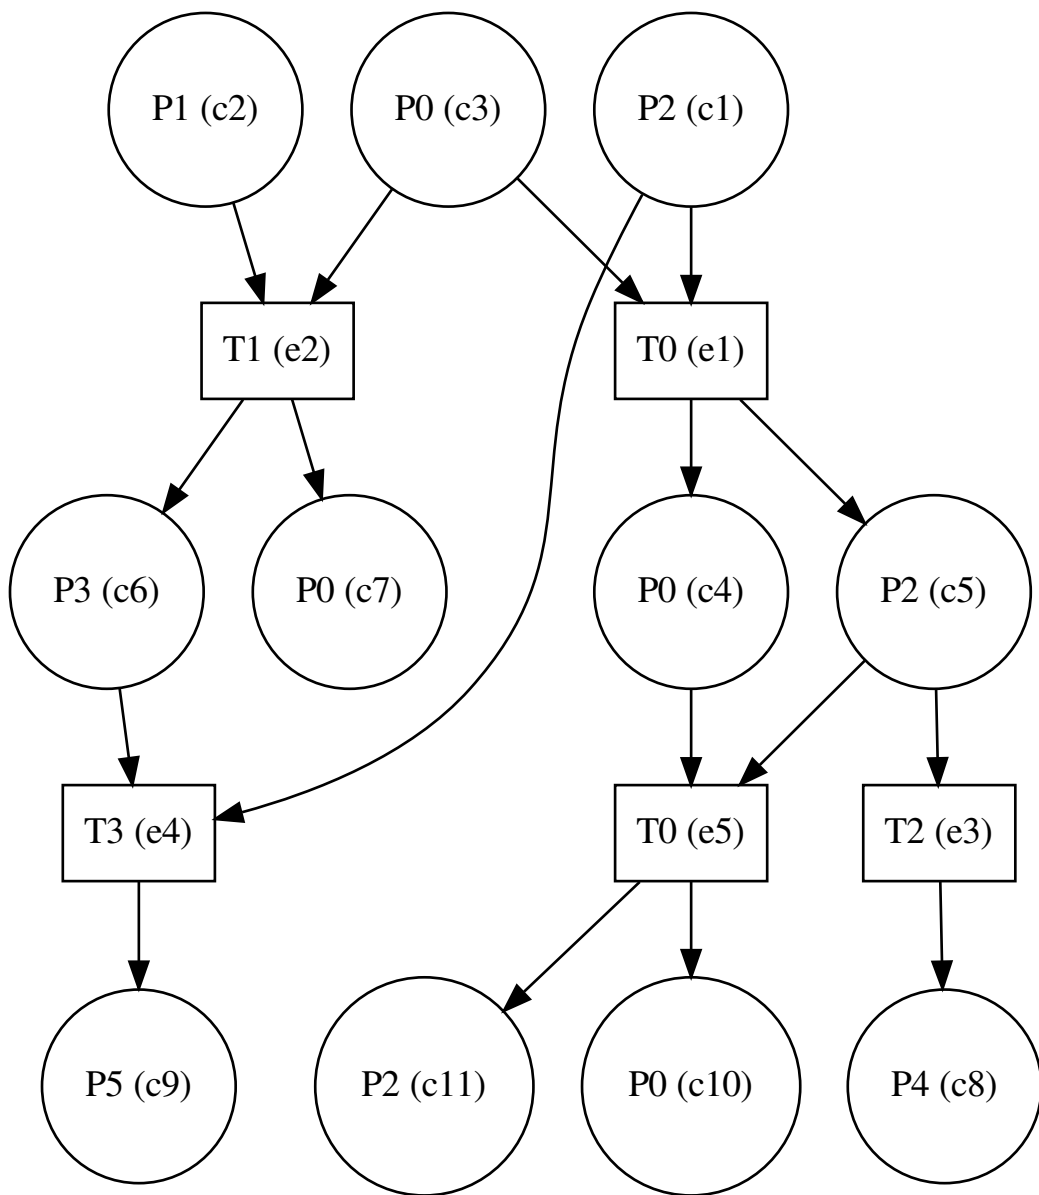 P1 (c2)
P0 (c3)
P2 (c1)
T1 (e2)
T0 (e1)
P3 (c6)
P0 (c7)
P0 (c4)
P2 (c5)
T3 (e4)
T0 (e5)
T2 (e3)
P5 (c9)
P2 (c11)
P0 (c10)
P4 (c8)